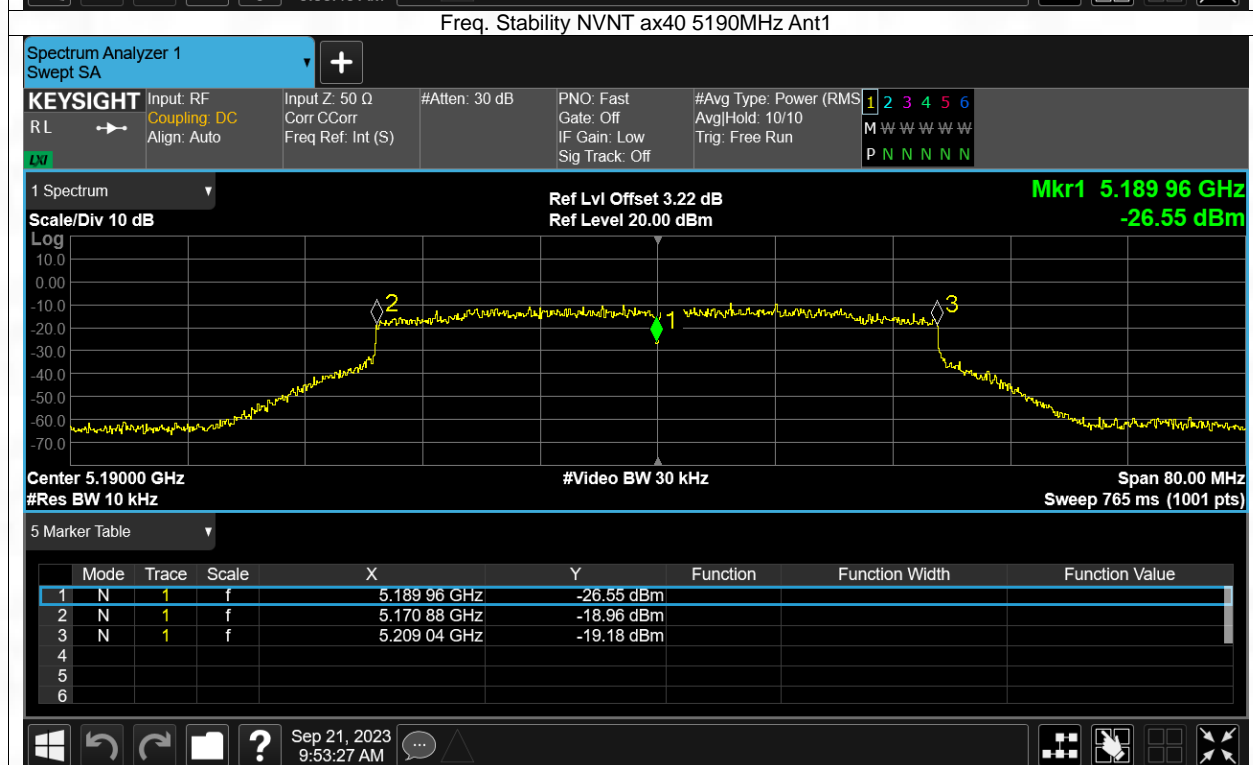 Freq. Stability NVNT ax40 5190MHz Ant1
Spectrum Analyzer 1
Swept SA
+
KEYSIGHT
R L
LXI
Input: RF
Coupling: DC
Align: Auto
Input Z: 50 Ω
Corr CCorr
Freq Ref: Int (S)
#Atten: 30 dB
PNO: Fast
Gate: Off
IF Gain: Low
Sig Track: Off
#Avg Type: Power (RMS
Avg|Hold: 10/10
Trig: Free Run
1 2 3 4 5 6
M W W W W W
P N N N N N
1 Spectrum
Scale/Div 10 dB
Ref Lvl Offset 3.22 dB
Ref Level 20.00 dBm
Mkr1 5.189 96 GHz
-26.55 dBm
Log
10.0
0.00
-10.0
-20.0
-30.0
-40.0
-50.0
-60.0
-70.0
2
1
3
Center 5.19000 GHz
#Res BW 10 kHz
#Video BW 30 kHz
Span 80.00 MHz
Sweep 765 ms (1001 pts)
5 Marker Table
Mode Trace Scale X Y Function Function Width Function Value
1 N 1 f 5.189 96 GHz -26.55 dBm
2 N 1 f 5.170 88 GHz -18.96 dBm
3 N 1 f 5.209 04 GHz -19.18 dBm
4
5
6
?
Sep 21, 2023
9:53:27 AM